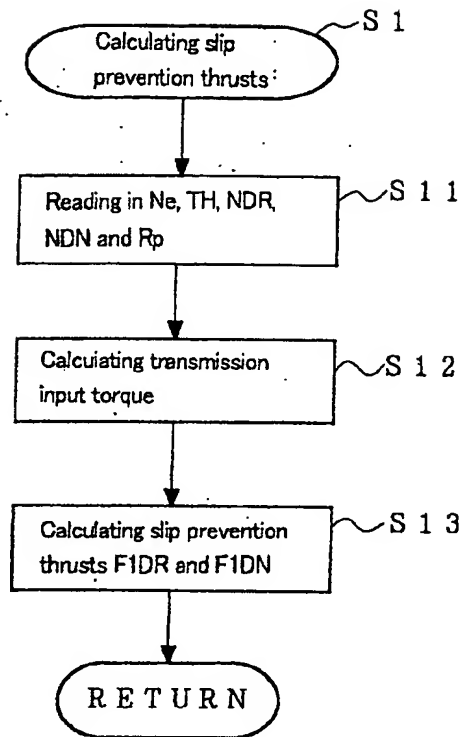 S 1
Calculating slip
prevention thrusts
Reading in Ne, TH, NDR,
NDN and Rp
S 1 1
Calculating transmission
input torque
S 1 2
Calculating slip prevention
thrusts F1DR and F1DN
S 1 3
RETURN